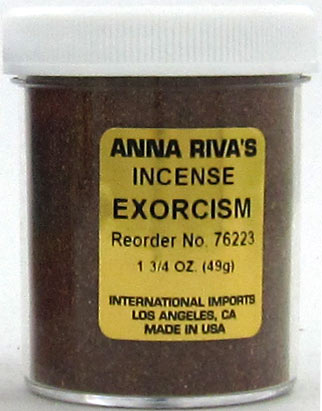 ANNA RIVA'S
INCENSE
EXORCISM
Reorder No. 76223
1 3/4 OZ. (49g)
INTERNATIONAL IMPORTS
LOS ANGELES, CA
MADE IN USA